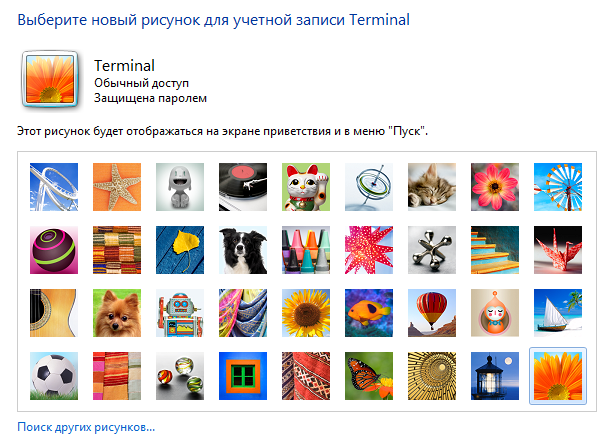 Выберите новый рисунок для учетной записи Terminal
Terminal
Обычный доступ
Защищена паролем
Этот рисунок будет отображаться на экране приветствия и в меню "Пуск".
Поиск других рисунков...